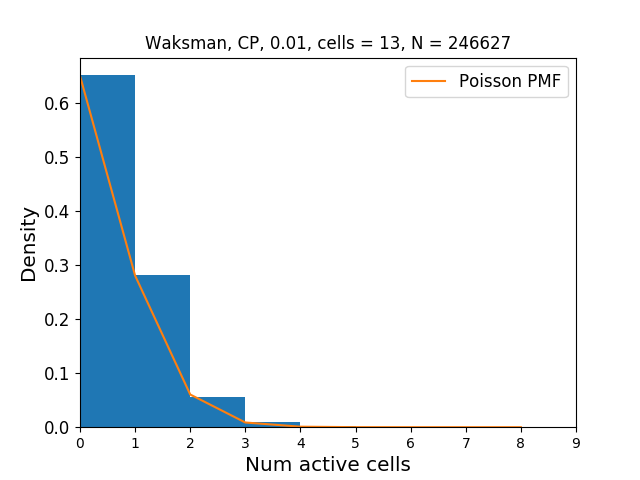 Waksman, CP, 0.01, cells = 13, N = 246627
Poisson PMF
Density
0.6
0.5
0.4
0.3
0.2
0.1
0.0
0 1 2 3 4 5 6 7 8 9
Num active cells